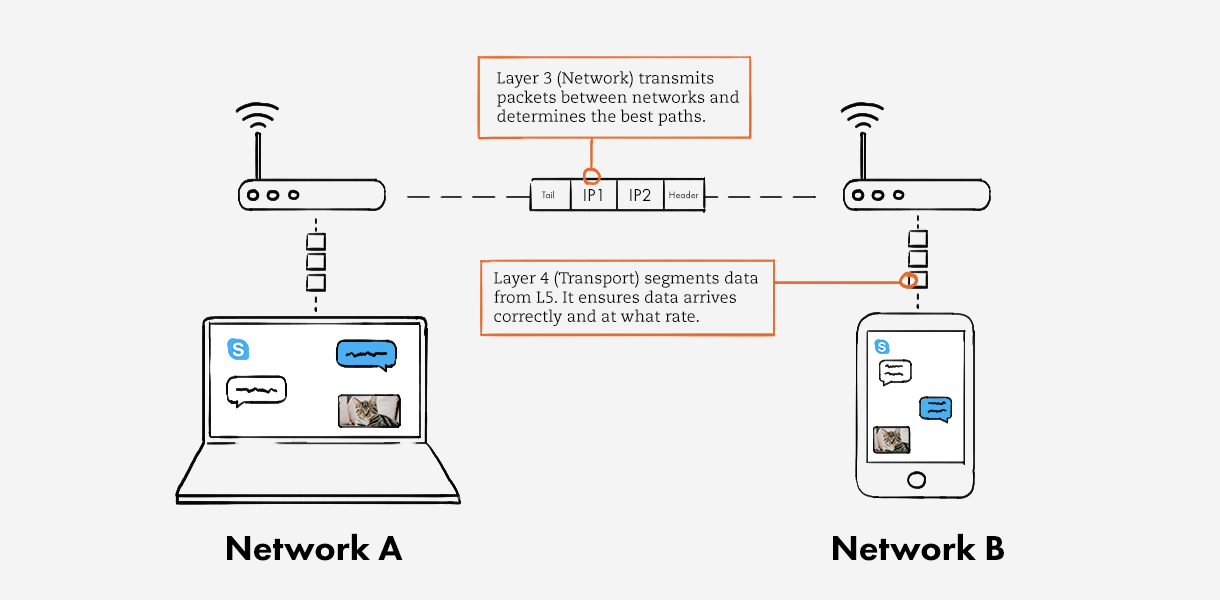 Layer 3 (Network) transmits
packets between networks and
determines the best paths.
Tail IP1 IP2 Header
Layer 4 (Transport) segments data
from L5. It ensures data arrives
correctly and at what rate.
S
S
Network A
Network B